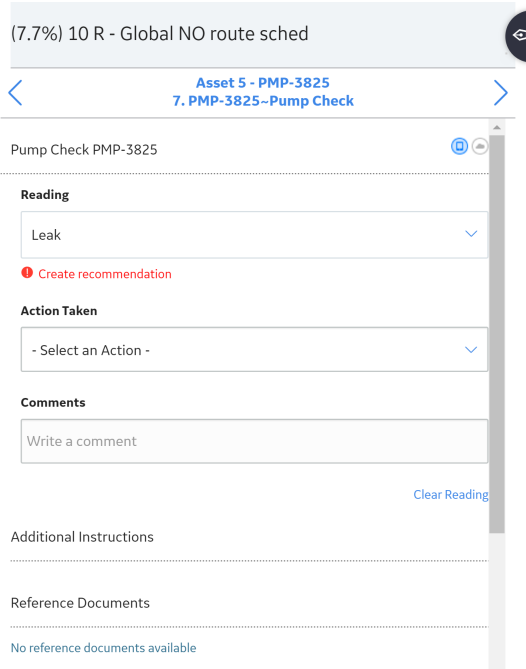 (7.7%) 10 R - Global NO route sched
Asset 5 - PMP-3825
7. PMP-3825~Pump Check
Pump Check PMP-3825
Reading
Leak
Create recommendation
Action Taken
- Select an Action -
Comments
Write a comment
Clear Reading
Additional Instructions
Reference Documents
No reference documents available